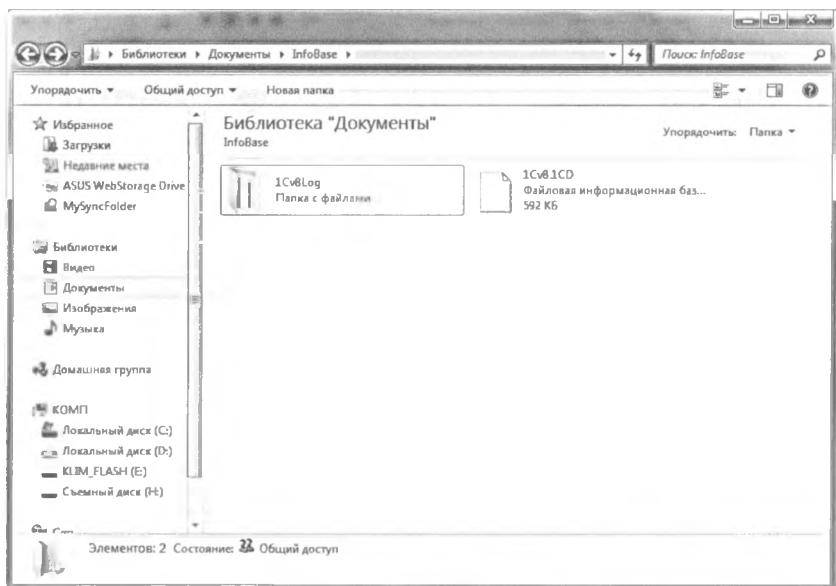 Библиотеки ▸ Документы ▸ InfoBase ▸
Поиск: InfoBase
Упорядочить ▾ Общий доступ ▾ Новая папка
Избранное
Загрузки
Недавние места
ASUS WebStorage Drive
MySyncFolder
Библиотеки
Видео
Документы
Изображения
Музыка
Домашняя группа
КОМП
Локальный диск (C:)
Локальный диск (D:)
KLIM_FLASH (E:)
Съемный диск (H:)
Библиотека "Документы"
InfoBase
Упорядочить: Папка ▾
1Cv8Log
Папка с файлами
1Cv8.1CD
Файловая информационная баз...
592 КБ
Элементов: 2 Состояние: Общий доступ